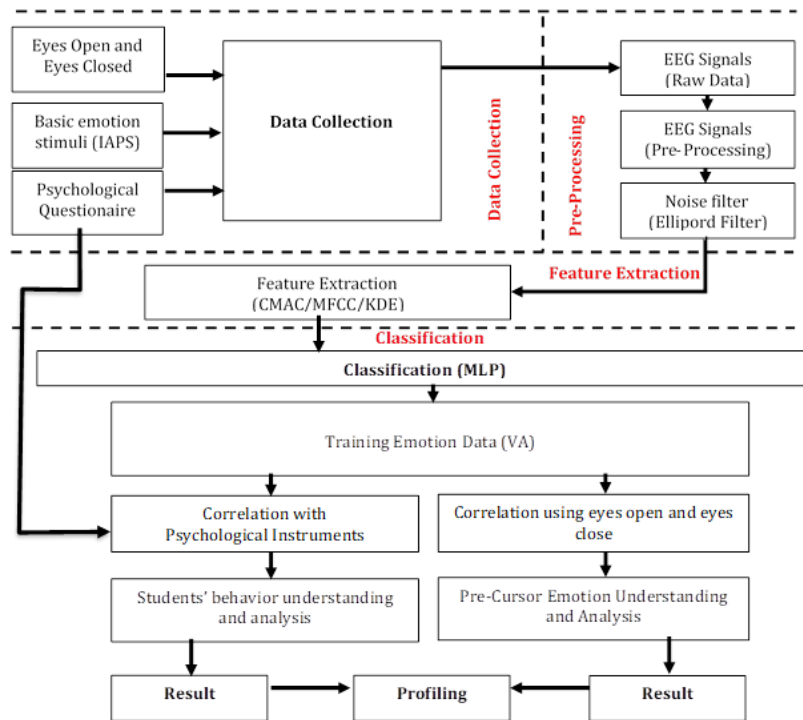 Eyes Open and
Eyes Closed
Basic emotion
stimuli (IAPS)
Psychological
Questionaire
Data Collection
Data Collection
Pre-Processing
EEG Signals
(Raw Data)
EEG Signals
(Pre-Processing)
Noise filter
(Ellipord Filter)
Feature Extraction
Feature Extraction
(CMAC/MFCC/KDE)
Classification
Classification (MLP)
Training Emotion Data (VA)
Correlation with
Psychological Instruments
Correlation using eyes open and eyes
close
Students' behavior understanding
and analysis
Pre-Cursor Emotion Understanding
and Analysis
Result
Profiling
Result